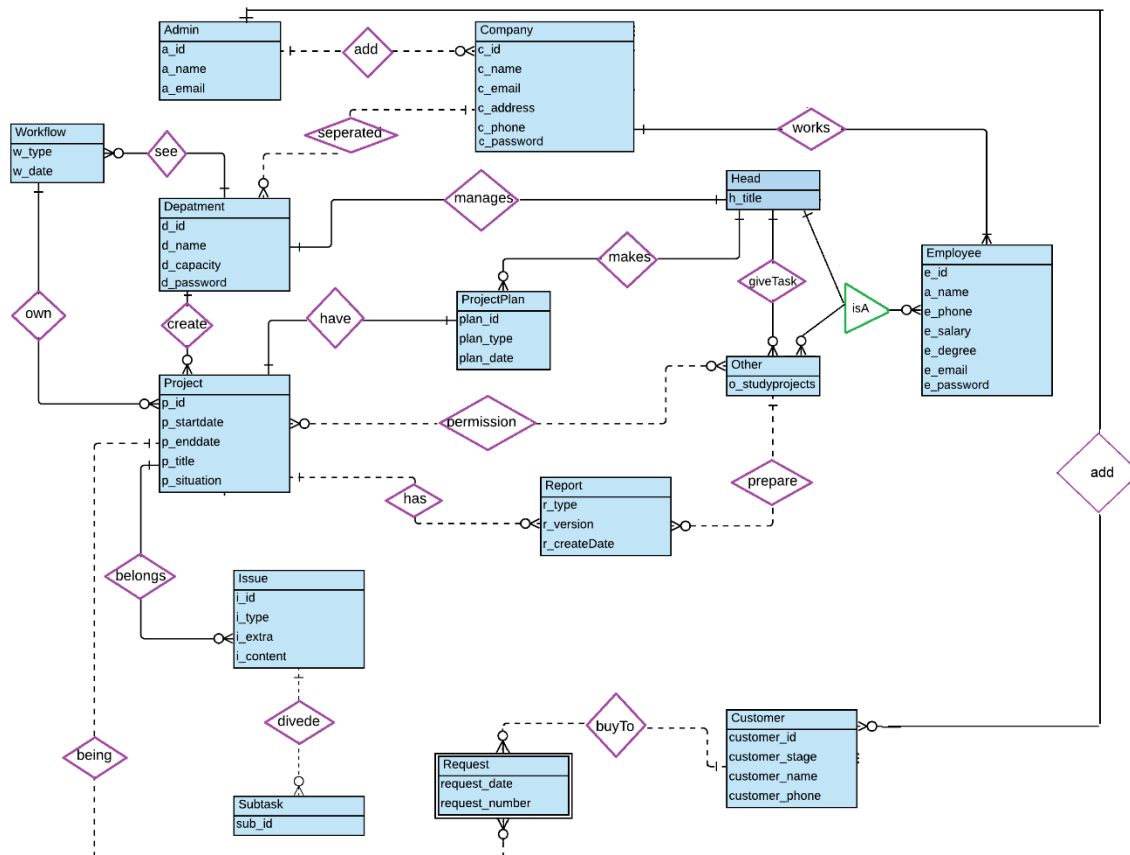 Admin
a_id
a_name
a_email
add
Company
c_id
c_name
c_email
c_address
c_phone
c_password
seperated
works
Workflow
w_type
w_date
see
Depatment
d_id
d_name
d_capacity
d_password
manages
Head
h_title
makes
giveTask
isA
Employee
e_id
a_name
e_phone
e_salary
e_degree
e_email
e_password
own
create
have
ProjectPlan
plan_id
plan_type
plan_date
Other
o_studyprojects
Project
p_id
p_startdate
p_enddate
p_title
p_situation
permission
add
has
prepare
Report
r_type
r_version
r_createDate
belongs
Issue
i_id
i_type
i_extra
i_content
divede
being
buyTo
Customer
customer_id
customer_stage
customer_name
customer_phone
Request
request_date
request_number
Subtask
sub_id